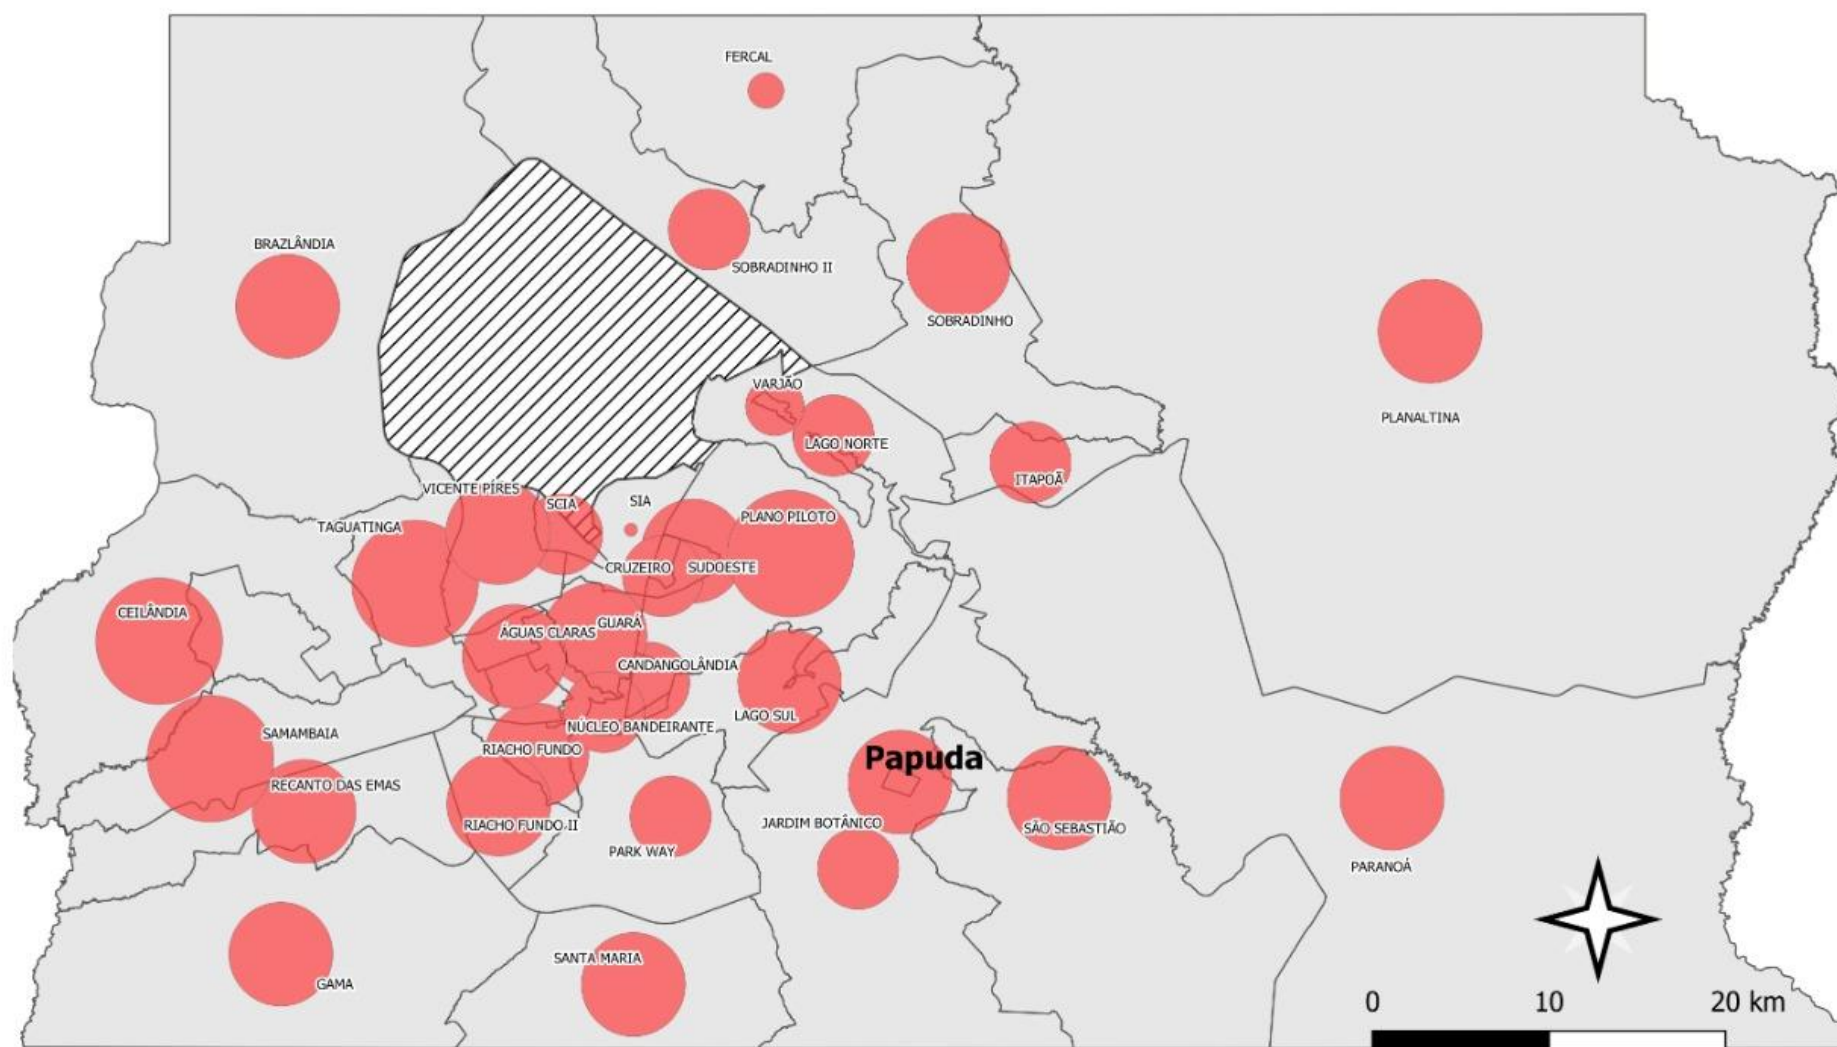 FERCAL
BRAZLÂNDIA
SOBRADINHO II
SOBRADINHO
VARJÃO
PLANALTINA
LAGO NORTE
ITAPOÃ
VICENTE PIRES
SCIA
SIA
PLANO PILOTO
TAGUATINGA
CRUZEIRO
SUDOESTE
CEILÂNDIA
GUARÁ
ÁGUAS CLARAS
CANDANGOLÂNDIA
LAGO SUL
NÚCLEO BANDEIRANTE
SAMAMBAIA
RIACHO FUNDO
Papuda
RECANTO DAS EMAS
RIACHO FUNDO II
JARDIM BOTÂNICO
SÃO SEBASTIÃO
PARK WAY
PARANOÁ
SANTA MARIA
GAMA
0 10 20 km